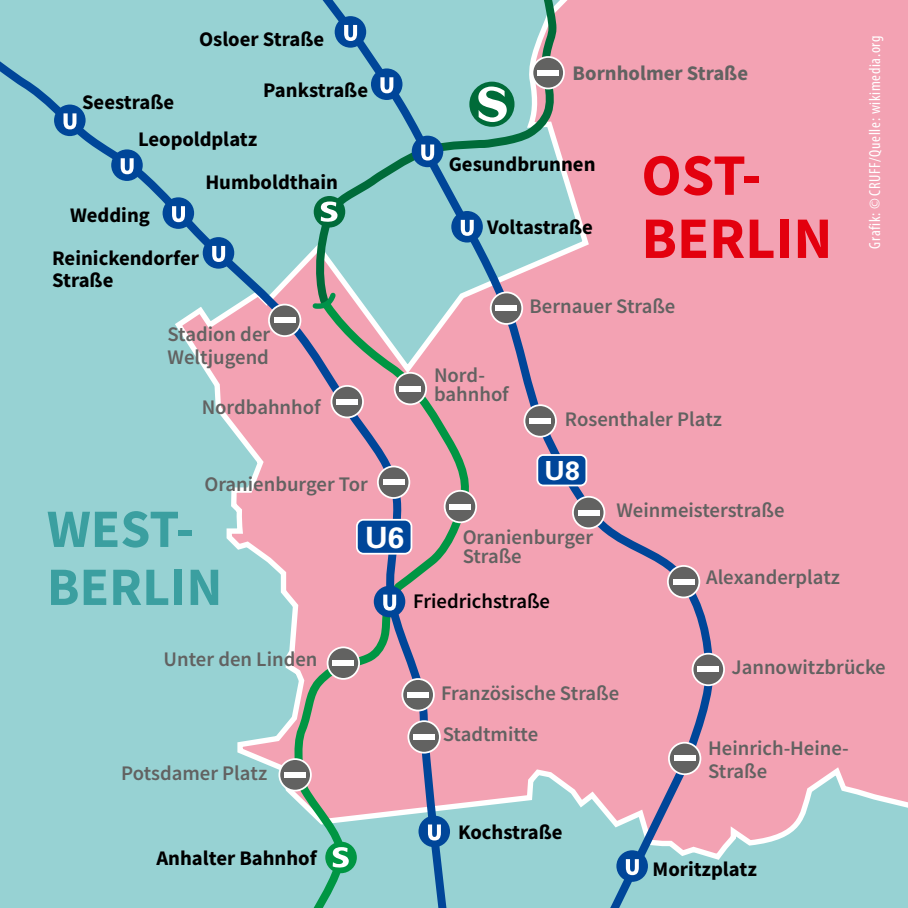 Osloer Straße
U
Pankstraße
U
S
Bornholmer Straße
Seestraße
U
Leopoldplatz
U
U
Gesundbrunnen
Humboldthain
S
Wedding
U
U
Voltastraße
OST-
BERLIN
Grafik: © CRUFF/Quelle: wikimedia.org
Reinickendorfer
Straße
U
Stadion der
Weltjugend
Bernauer Straße
Nord-
bahnhof
Nordbahnhof
Rosenthaler Platz
U8
Oranienburger Tor
Weinmeisterstraße
WEST-
BERLIN
U6
Oranienburger
Straße
Alexanderplatz
U
Friedrichstraße
Unter den Linden
Jannowitzbrücke
Französische Straße
Stadtmitte
Heinrich-Heine-
Straße
Potsdamer Platz
U
Kochstraße
Anhalter Bahnhof
S
U
Moritzplatz